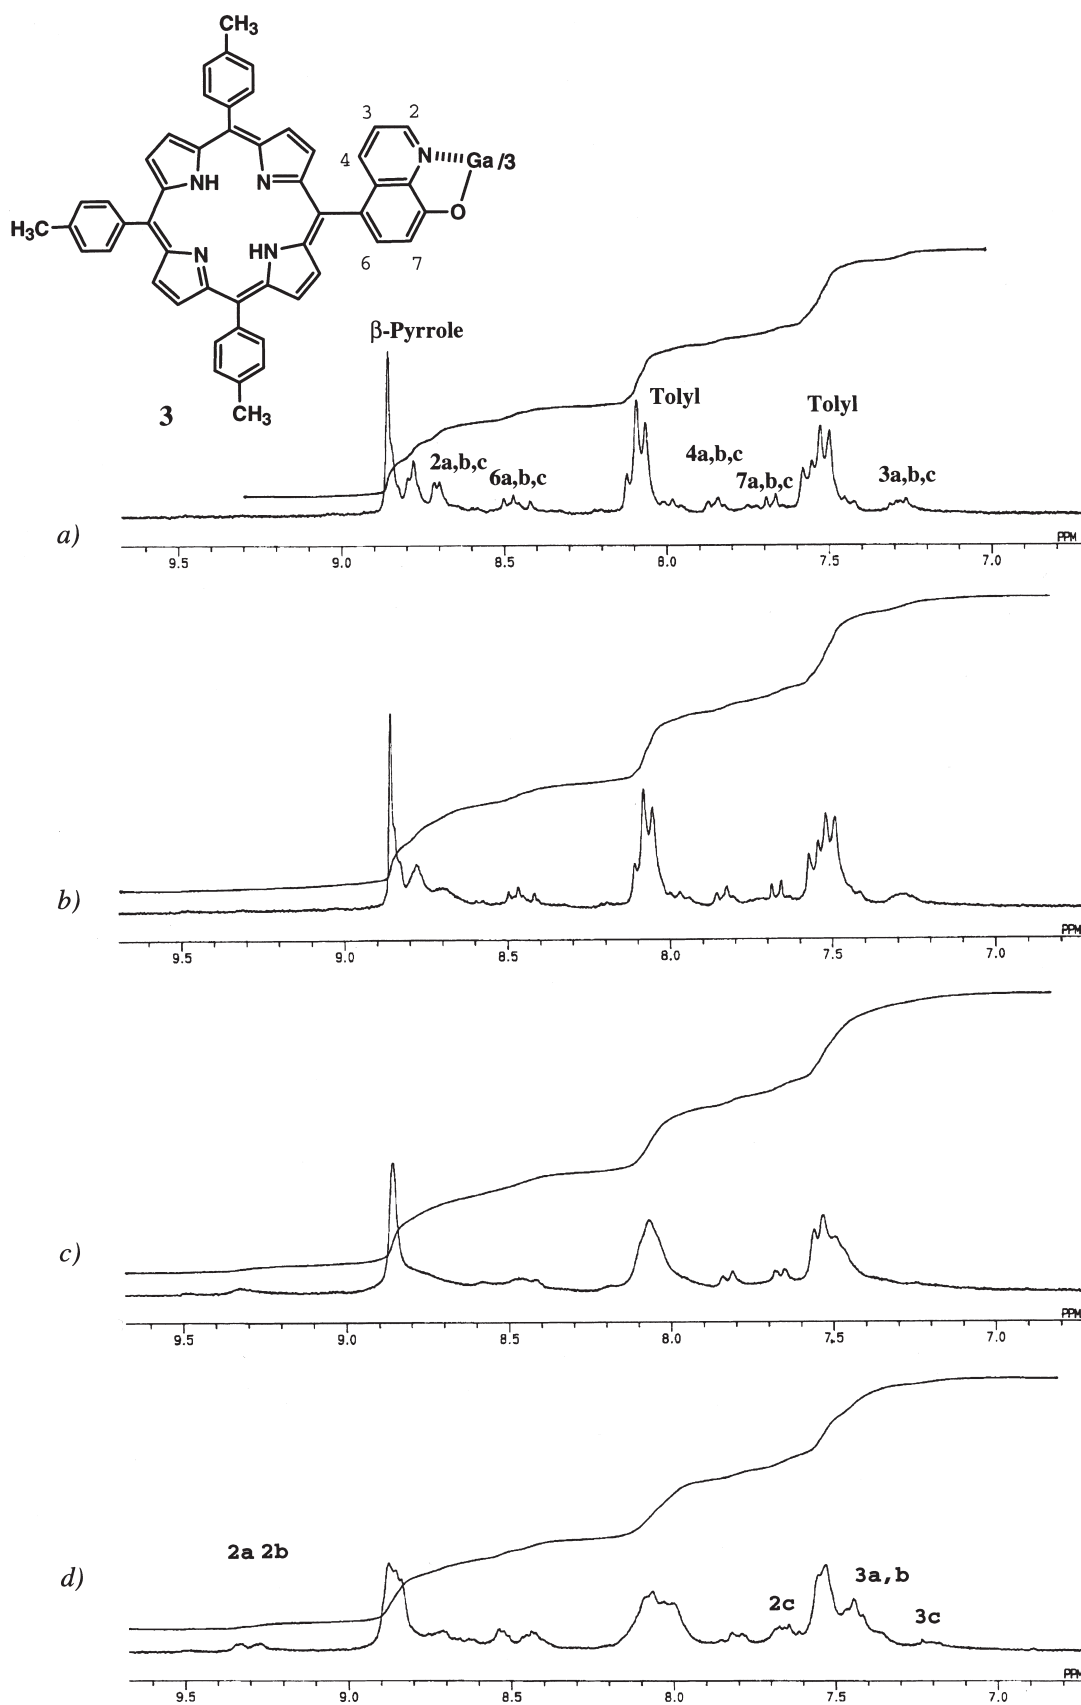 CH3
3 2
4 N Ga/3
NH N O
H3C
N HN
6 7
β-Pyrrole
3 CH3
Tolyl Tolyl
2a,b,c 4a,b,c
6a,b,c 7a,b,c 3a,b,c
a)
PPM
9.5 9.0 8.5 8.0 7.5 7.0
b)
PPM
9.5 9.0 8.5 8.0 7.5 7.0
c)
PPM
9.5 9.0 8.5 8.0 7.5 7.0
2a 2b
d) 3a,b
2c
3c
PPM
9.5 9.0 8.5 8.0 7.5 7.0